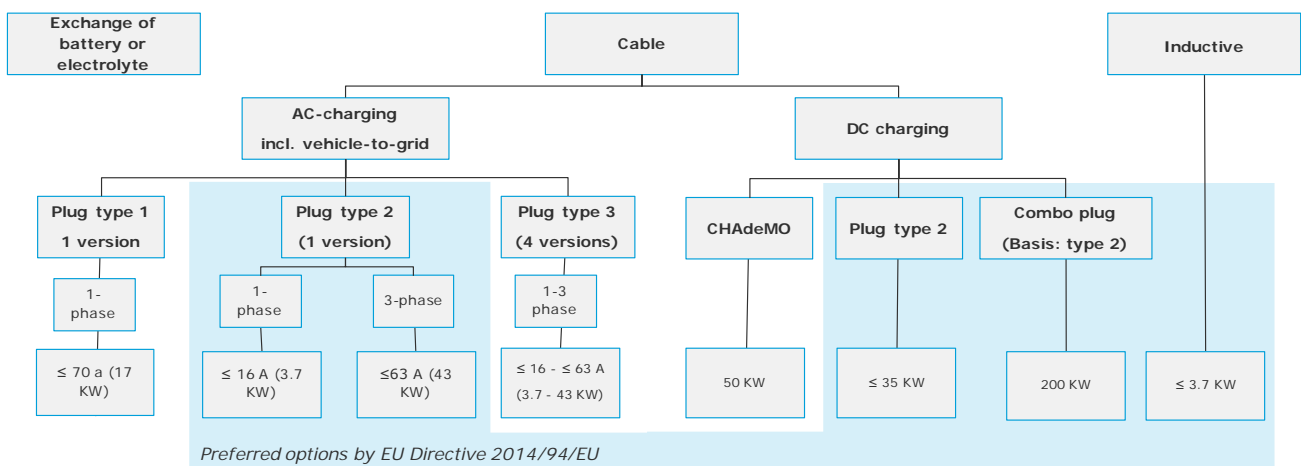 Exchange of
battery or
electrolyte
Cable
Inductive
AC-charging
incl. vehicle-to-grid
DC charging
Plug type 1
1 version
Plug type 2
(1 version)
Plug type 3
(4 versions)
CHAdeMO
Plug type 2
Combo plug
(Basis: type 2)
1-
phase
1-
phase
3-phase
1-3
phase
≤ 70 a (17
KW)
≤ 16 A (3.7
KW)
≤63 A (43
KW)
≤ 16 - ≤ 63 A
(3.7 - 43 KW)
50 KW
≤ 35 KW
200 KW
≤ 3.7 KW
Preferred options by EU Directive 2014/94/EU